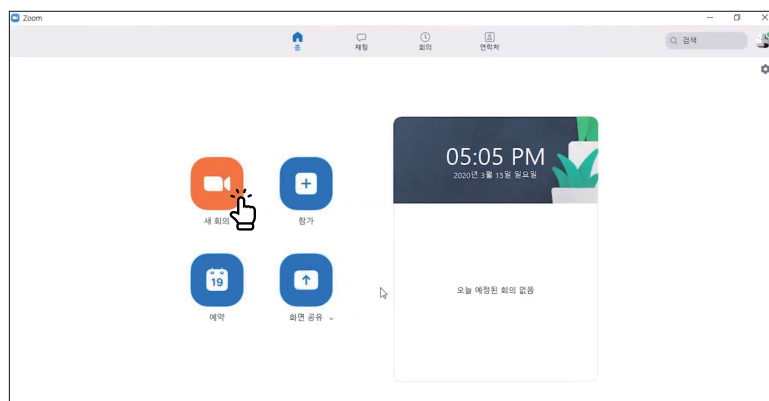 Zoom
홈
채팅
회의
연락처
검색
05:05 PM
2020년 3월 15일 일요일
새 회의
참가
19
예약
화면 공유
오늘 예정된 회의 없음